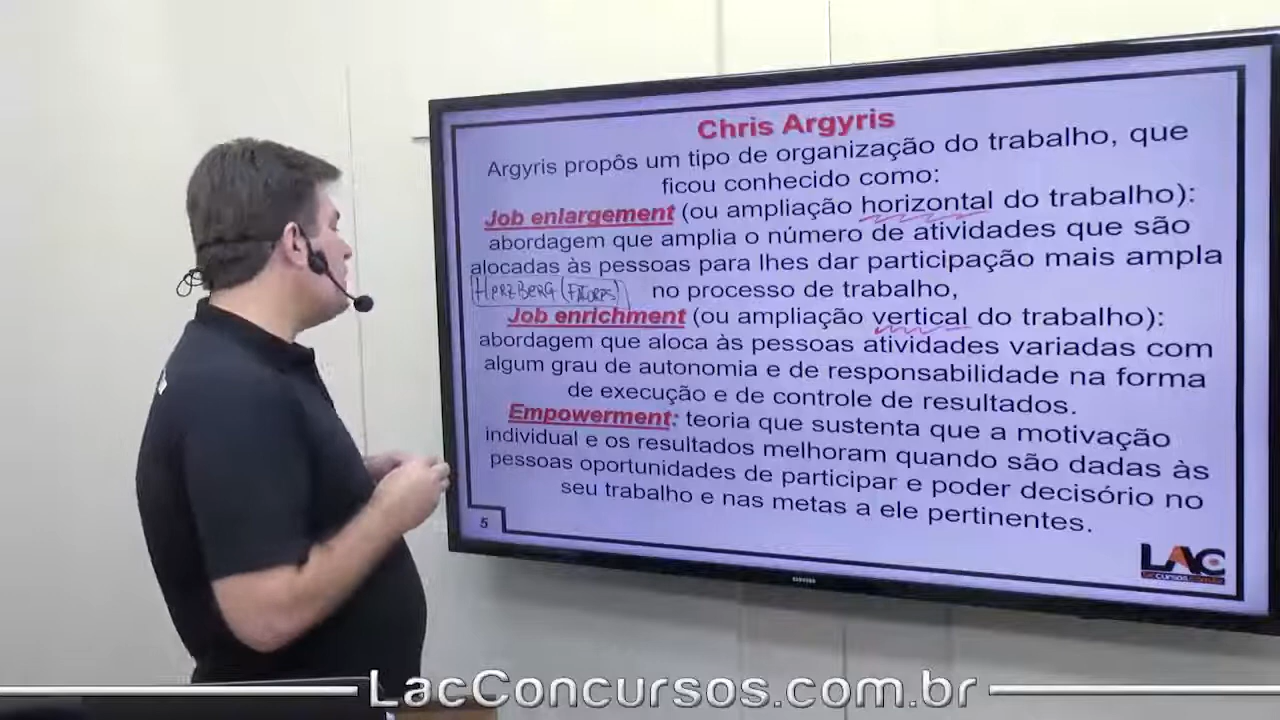 Chris Argyris
Argyris propôs um tipo de organização do trabalho, que
ficou conhecido como:
Job enlargement (ou ampliação horizontal do trabalho):
abordagem que amplia o número de atividades que são
alocadas às pessoas para lhes dar participação mais ampla
no processo de trabalho,
HERZBERG (FATORES)
Job enrichment (ou ampliação vertical do trabalho):
abordagem que aloca às pessoas atividades variadas com
algum grau de autonomia e de responsabilidade na forma
de execução e de controle de resultados.
Empowerment: teoria que sustenta que a motivação
individual e os resultados melhoram quando são dadas às
pessoas oportunidades de participar e poder decisório no
seu trabalho e nas metas a ele pertinentes.
5
LAC
LacConcursos.com.br